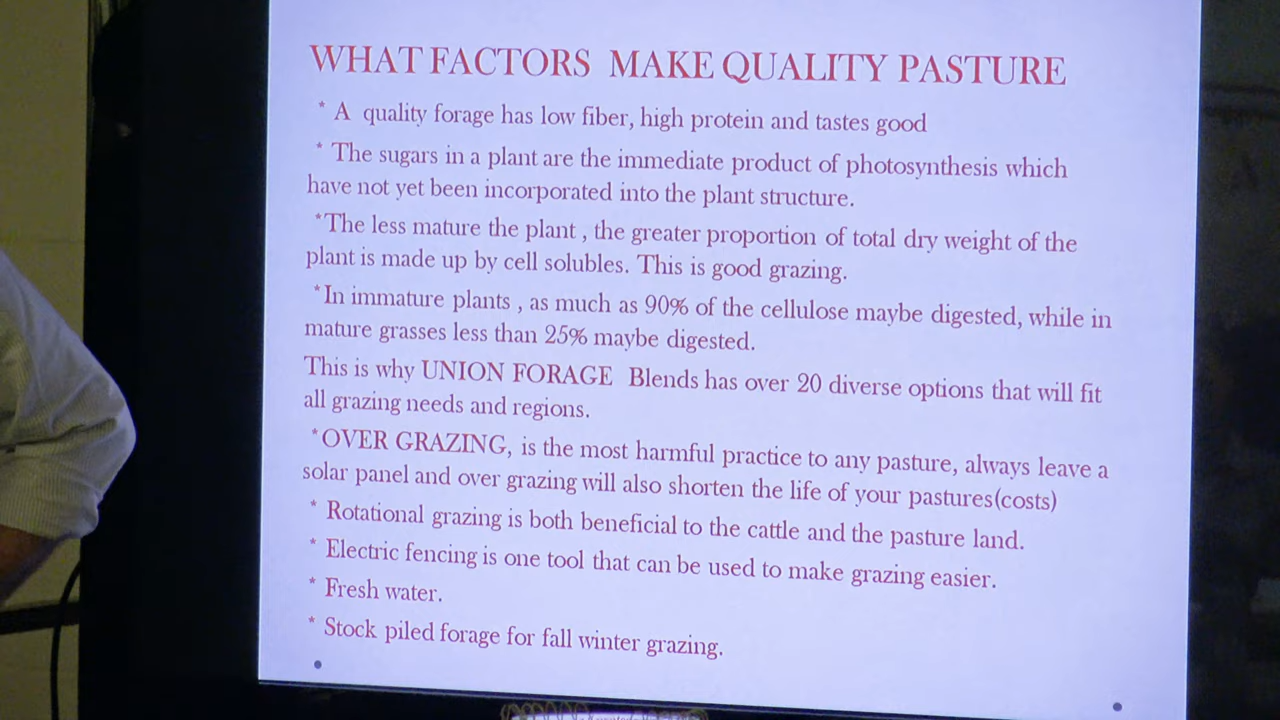 WHAT FACTORS MAKE QUALITY PASTURE
* A quality forage has low fiber, high protein and tastes good
* The sugars in a plant are the immediate product of photosynthesis which
have not yet been incorporated into the plant structure.
*The less mature the plant , the greater proportion of total dry weight of the
plant is made up by cell solubles. This is good grazing.
*In immature plants , as much as 90% of the cellulose maybe digested, while in
mature grasses less than 25% maybe digested.
This is why UNION FORAGE Blends has over 20 diverse options that will fit
all grazing needs and regions.
*OVER GRAZING, is the most harmful practice to any pasture, always leave a
solar panel and over grazing will also shorten the life of your pastures(costs)
* Rotational grazing is both beneficial to the cattle and the pasture land.
* Electric fencing is one tool that can be used to make grazing easier.
* Fresh water.
* Stock piled forage for fall winter grazing.